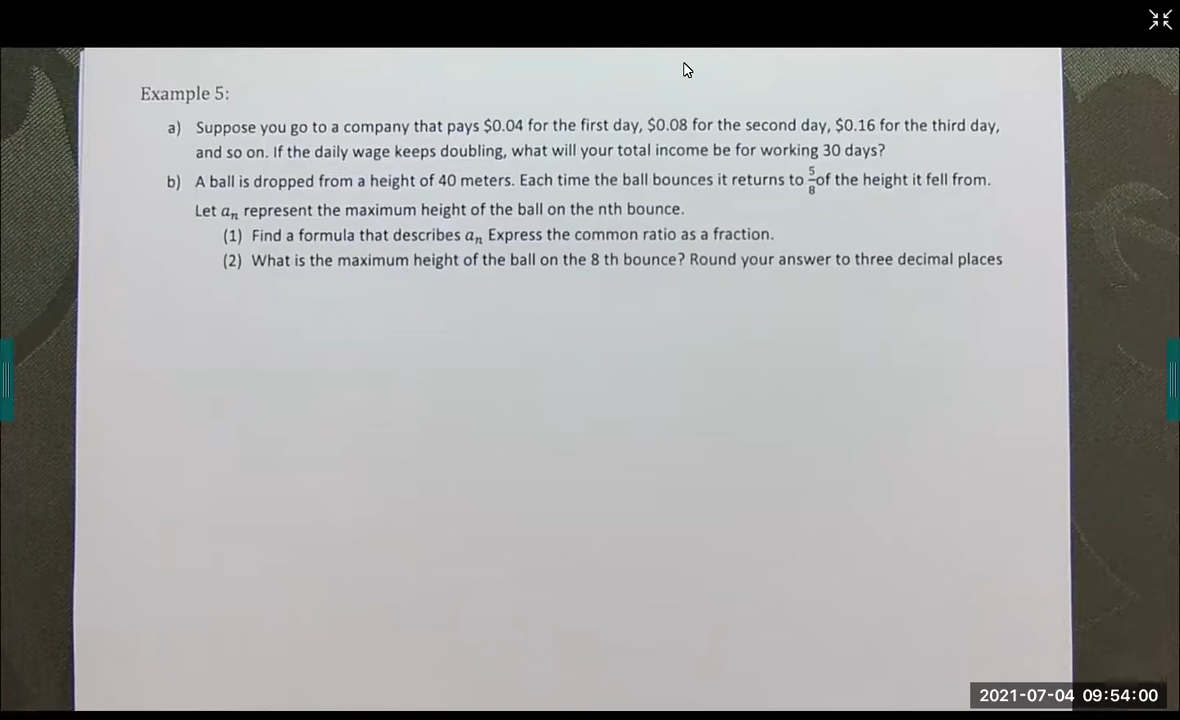 Example 5:
a) Suppose you go to a company that pays $0.04 for the first day, $0.08 for the second day, $0.16 for the third day,
and so on. If the daily wage keeps doubling, what will your total income be for working 30 days?
b) A ball is dropped from a height of 40 meters. Each time the ball bounces it returns to 5/8 of the height it fell from.
Let aₙ represent the maximum height of the ball on the nth bounce.
(1) Find a formula that describes aₙ Express the common ratio as a fraction.
(2) What is the maximum height of the ball on the 8 th bounce? Round your answer to three decimal places
2021-07-04 09:54:00